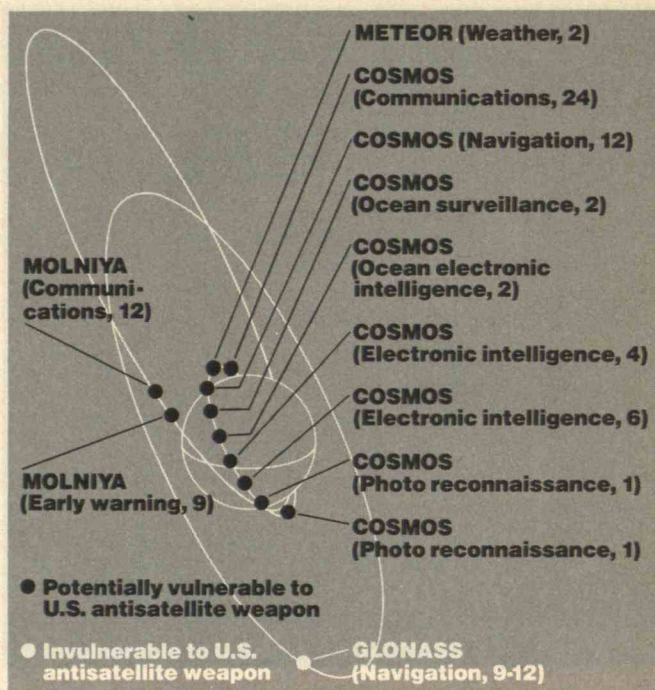 METEOR (Weather, 2)
COSMOS
(Communications, 24)
COSMOS (Navigation, 12)
COSMOS
(Ocean surveillance, 2)
COSMOS
(Ocean electronic
intelligence, 2)
COSMOS
(Electronic intelligence, 4)
COSMOS
(Electronic intelligence, 6)
COSMOS
(Photo reconnaissance, 1)
COSMOS
(Photo reconnaissance, 1)
MOLNIYA
(Communi-
cations, 12)
MOLNIYA
(Early warning, 9)
Potentially vulnerable to
U.S. antisatellite weapon
Invulnerable to U.S.
antisatellite weapon
GLONASS
(Navigation, 9-12)